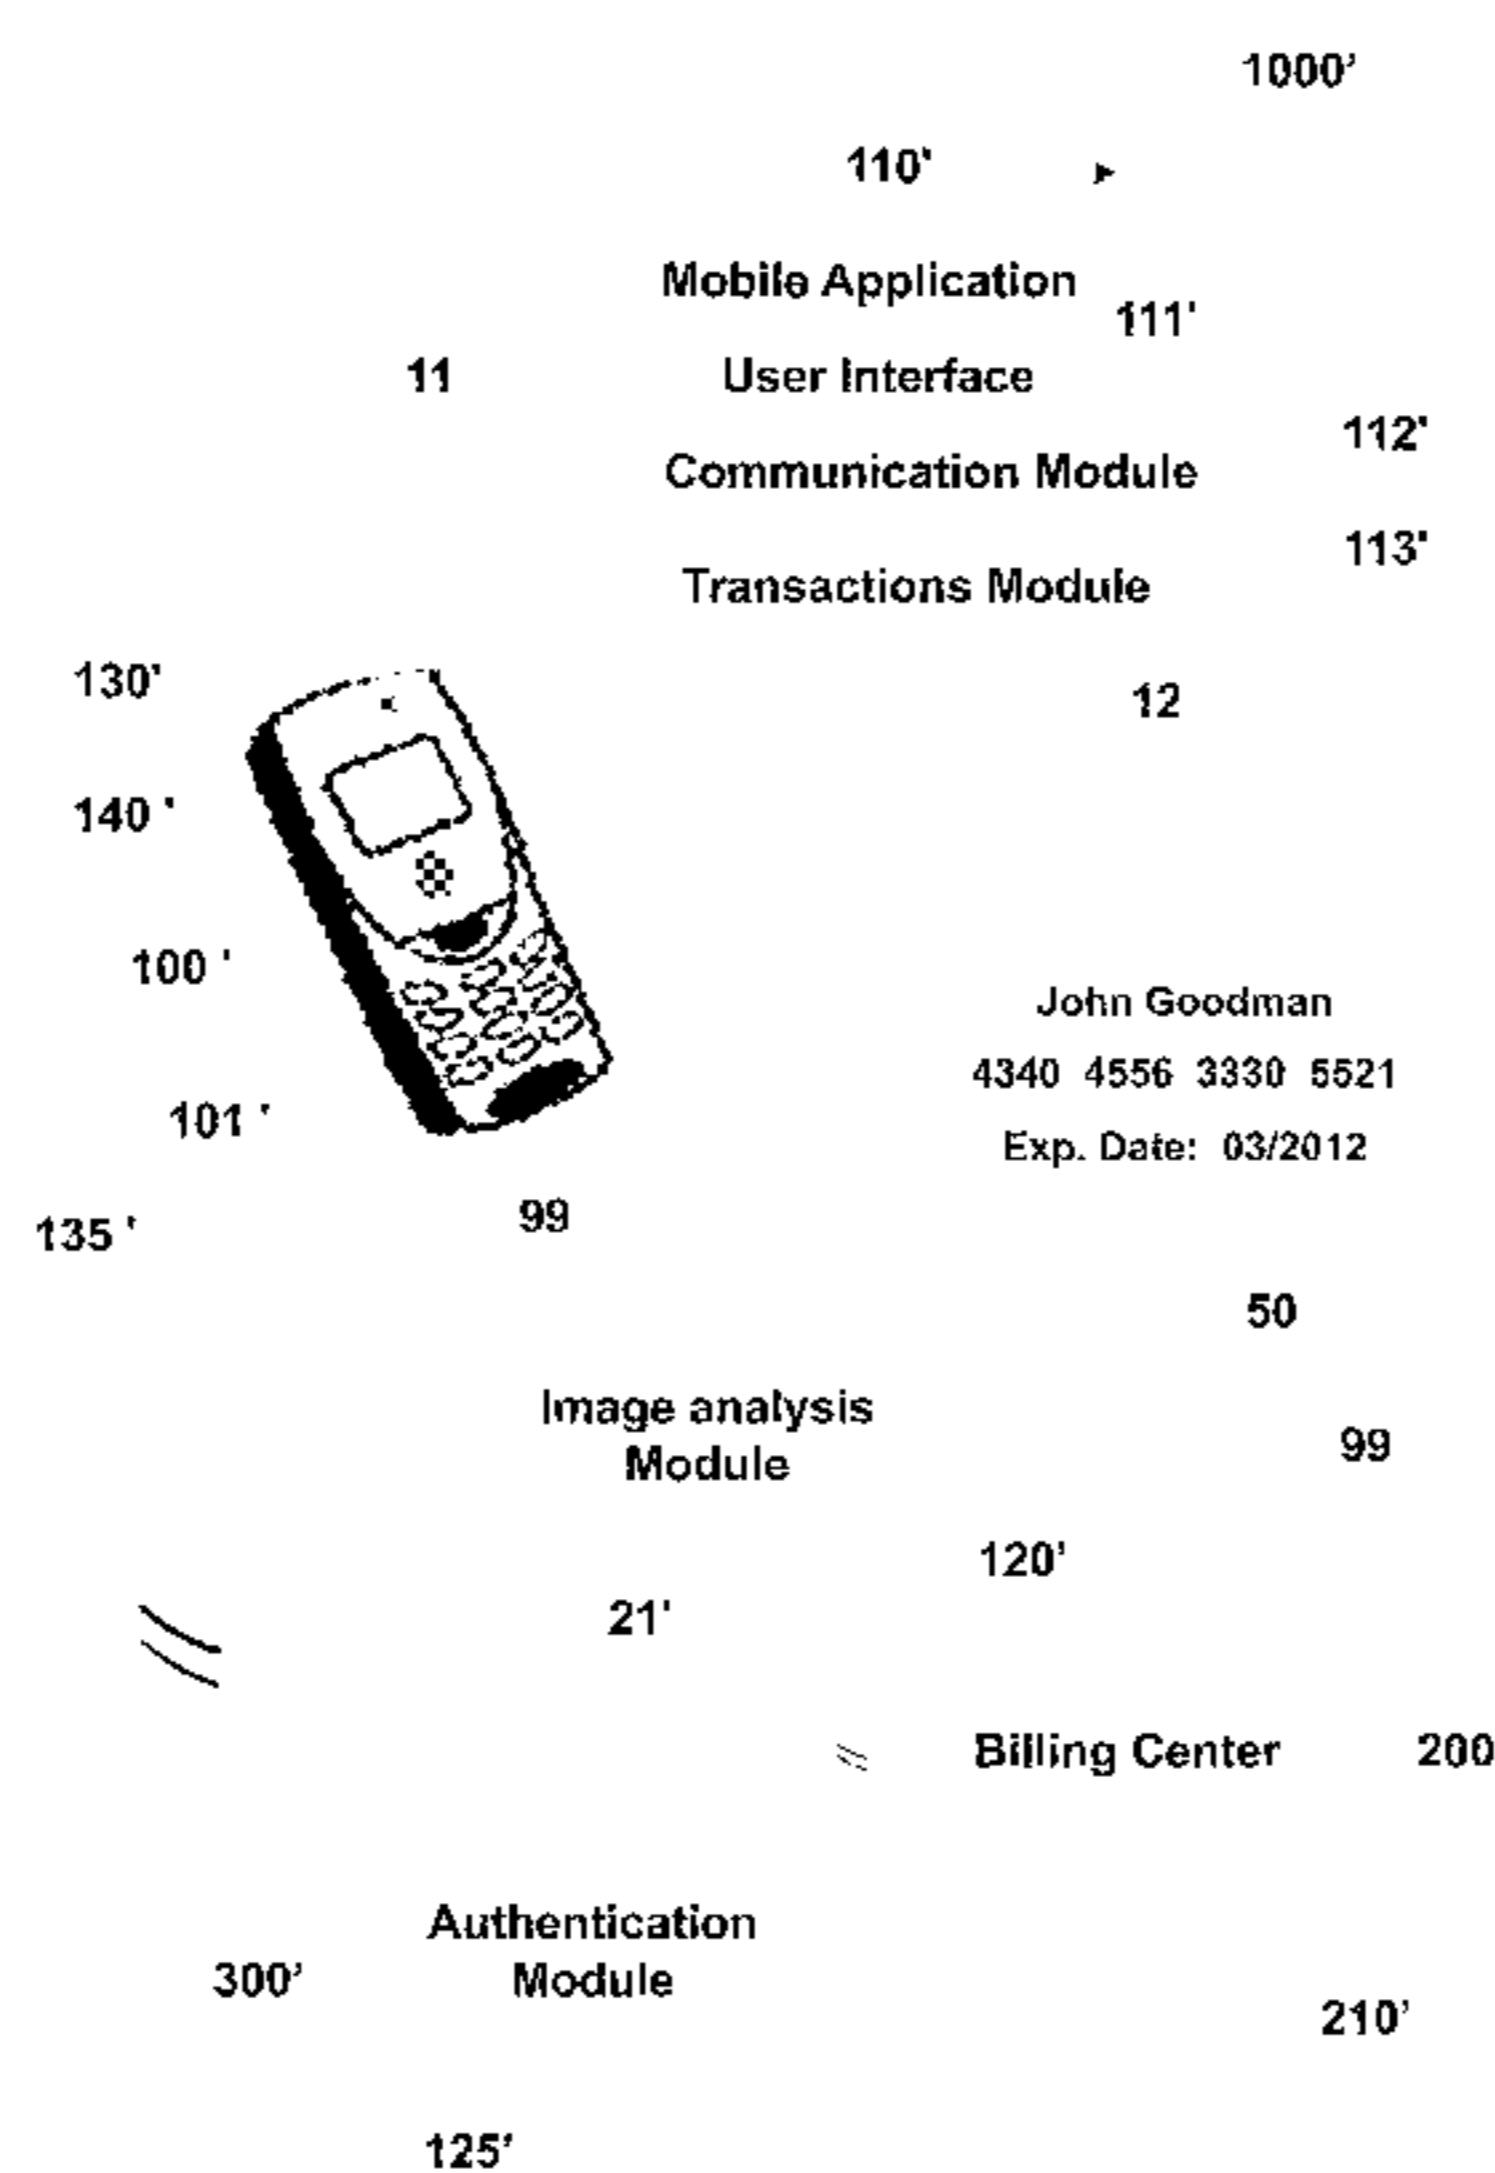 1000’
110'
Mobile Application
111'
11
User Interface
112'
Communication Module
113'
Transactions Module
130'
12
140 '
100 '
John Goodman
4340 4556 3330 5521
101 '
Exp. Date: 03/2012
99
135 '
50
Image analysis
Module
99
120’
21'
Billing Center
200
Authentication
Module
300’
210’
125’